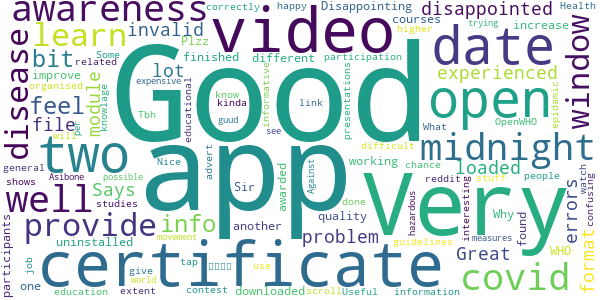 awareness
video
disappointed
correctly
Plzz
happy
Disappointing
courses
increase
Health
trying
learn
invalid
date
higher
window
disease
bit
Some
related
lot
finished
different
participation
experienced
improve
expensive
module
educational
know
kinda
informative
link
presentations
open
Good
feel
organised
file
knowlage
per
will
Tbh
guud
see
What
OpenWHO
epidemic
difficult
two
app
very
midnight
general
Asibone
possible
Nice
advert
Sir
Against
working
chance
loaded
people
well
Says
awarded
done
reddit
stuff
watch
shows
studies
another
quality
hazardous
interesting
Why
found
errors
confusing
provide
info
problem
Great
guidelines
measures
WHO
format
participants
uninstalled
certificate
covid
extent
movement
one
job
give
tap
use
downloaded
scroll
Useful
information
education
world
contest